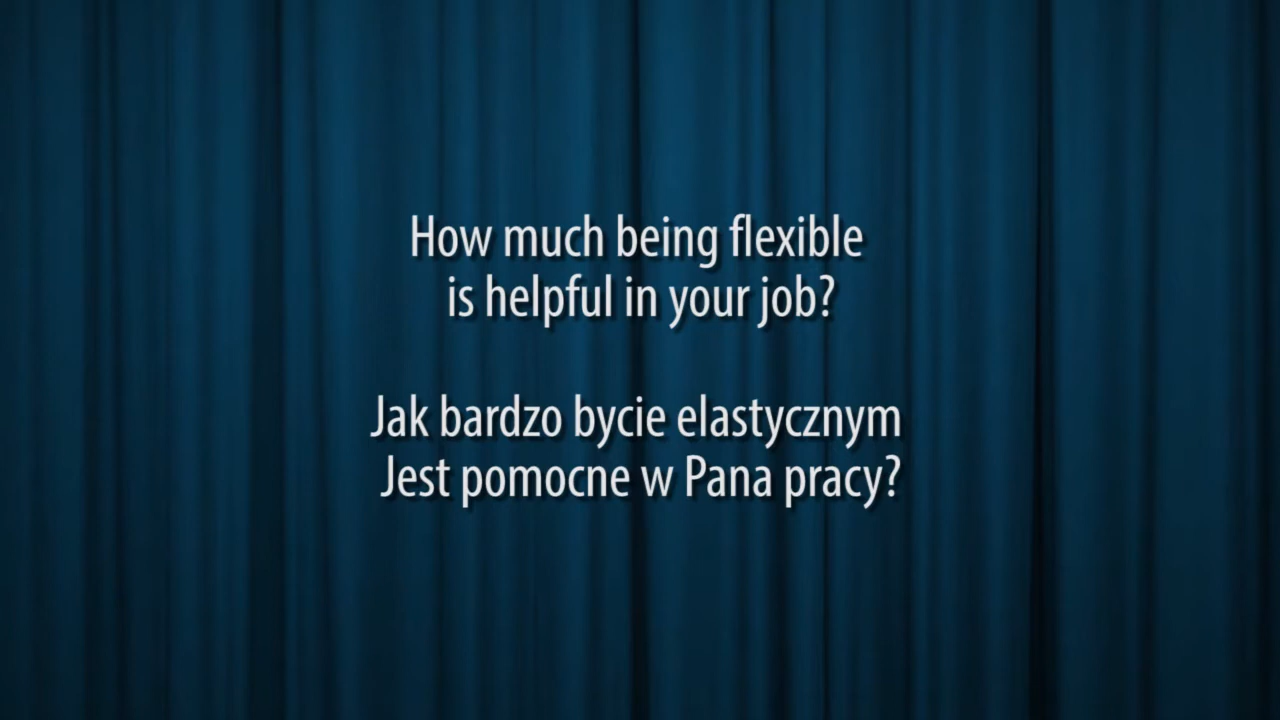 How much being flexible
is helpful in your job?
Jak bardzo bycie elastycznym
Jest pomocne w Pana pracy?